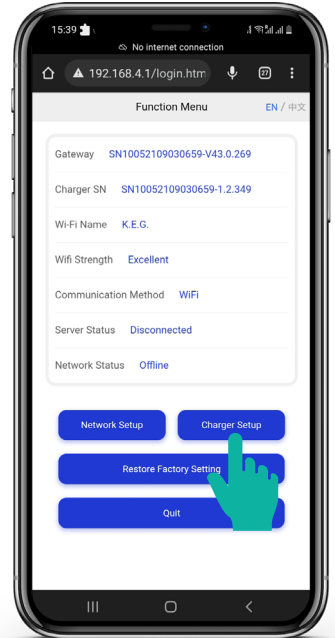 15:39
No internet connection
192.168.4.1/login.htm
27
Function Menu
EN / 中文
Gateway SN10052109030659-V43.0.269
Charger SN SN10052109030659-1.2.349
Wi-Fi Name K.E.G.
Wifi Strength Excellent
Communication Method WiFi
Server Status Disconnected
Network Status Offline
Network Setup
Charger Setup
Restore Factory Setting
Quit